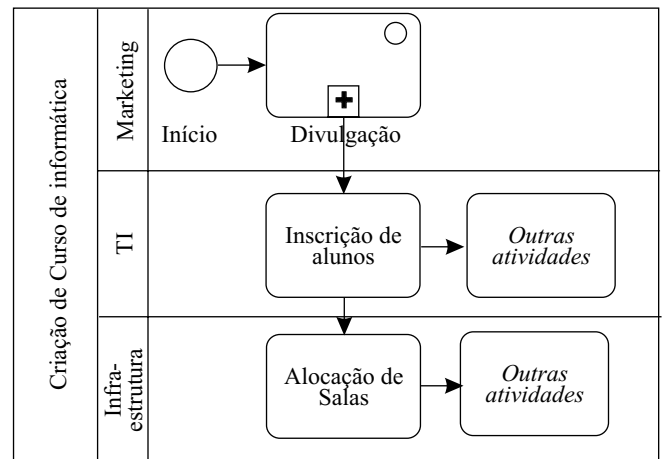 Criação de Curso de informática
Marketing
Início
Divulgação
TI
Inscrição de
alunos
Outras
atividades
Infra-
estrutura
Alocação de
Salas
Outras
atividades